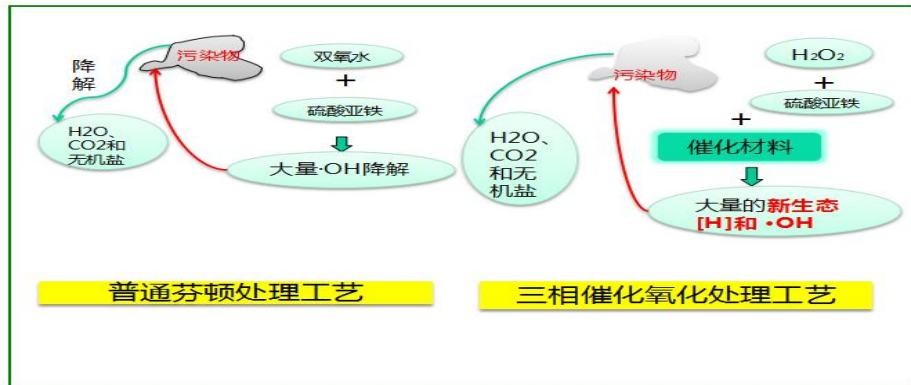 污染物
双氧水
+
硫酸亚铁
降
解
H2O、
CO2和
无机盐
大量·OH降解
普通芬顿处理工艺
污染物
H₂O₂
+
硫酸亚铁
+
催化材料
H2O、
CO2
和无
机盐
大量的新生态
[H]和·OH
三相催化氧化处理工艺